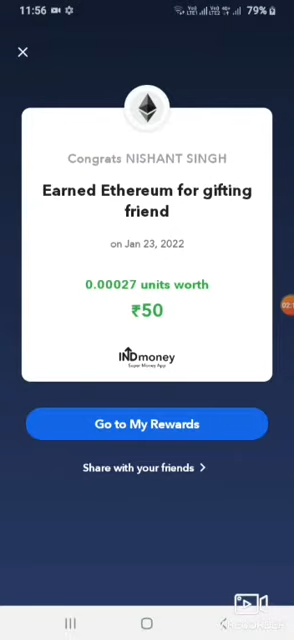 11:56 79%
Congrats NISHANT SINGH
Earned Ethereum for gifting
friend
on Jan 23, 2022
0.00027 units worth
₹50
INDmoney
Super Money App
Go to My Rewards
Share with your friends